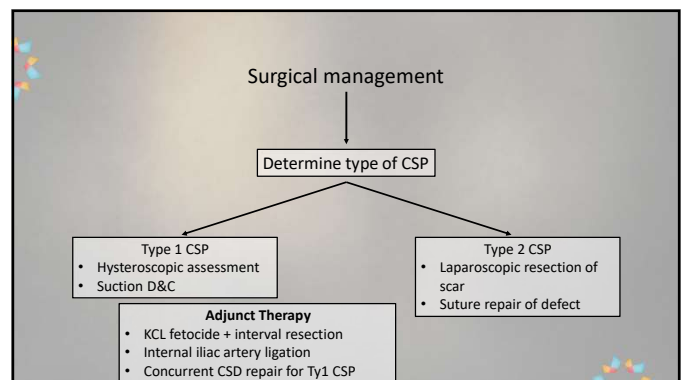 Surgical management
Determine type of CSP
Type 1 CSP
• Hysteroscopic assessment
• Suction D&C
Type 2 CSP
• Laparoscopic resection of
scar
• Suture repair of defect
Adjunct Therapy
• KCL fetocide + interval resection
• Internal iliac artery ligation
• Concurrent CSD repair for Ty1 CSP